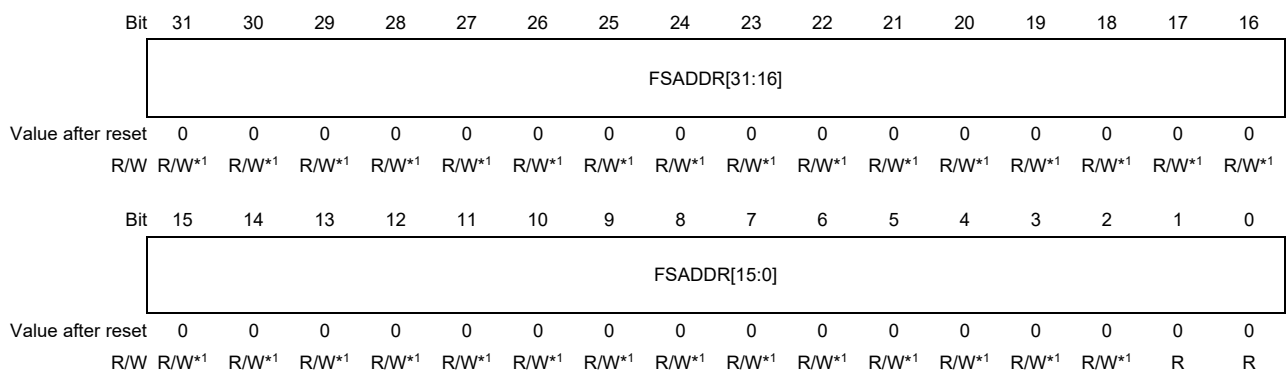 Bit 31 30 29 28 27 26 25 24 23 22 21 20 19 18 17 16
FSADDR[31:16]
Value after reset 0 0 0 0 0 0 0 0 0 0 0 0 0 0 0 0
R/W R/W*1 R/W*1 R/W*1 R/W*1 R/W*1 R/W*1 R/W*1 R/W*1 R/W*1 R/W*1 R/W*1 R/W*1 R/W*1 R/W*1 R/W*1 R/W*1
Bit 15 14 13 12 11 10 9 8 7 6 5 4 3 2 1 0
FSADDR[15:0]
Value after reset 0 0 0 0 0 0 0 0 0 0 0 0 0 0 0 0
R/W R/W*1 R/W*1 R/W*1 R/W*1 R/W*1 R/W*1 R/W*1 R/W*1 R/W*1 R/W*1 R/W*1 R/W*1 R/W*1 R/W*1 R R